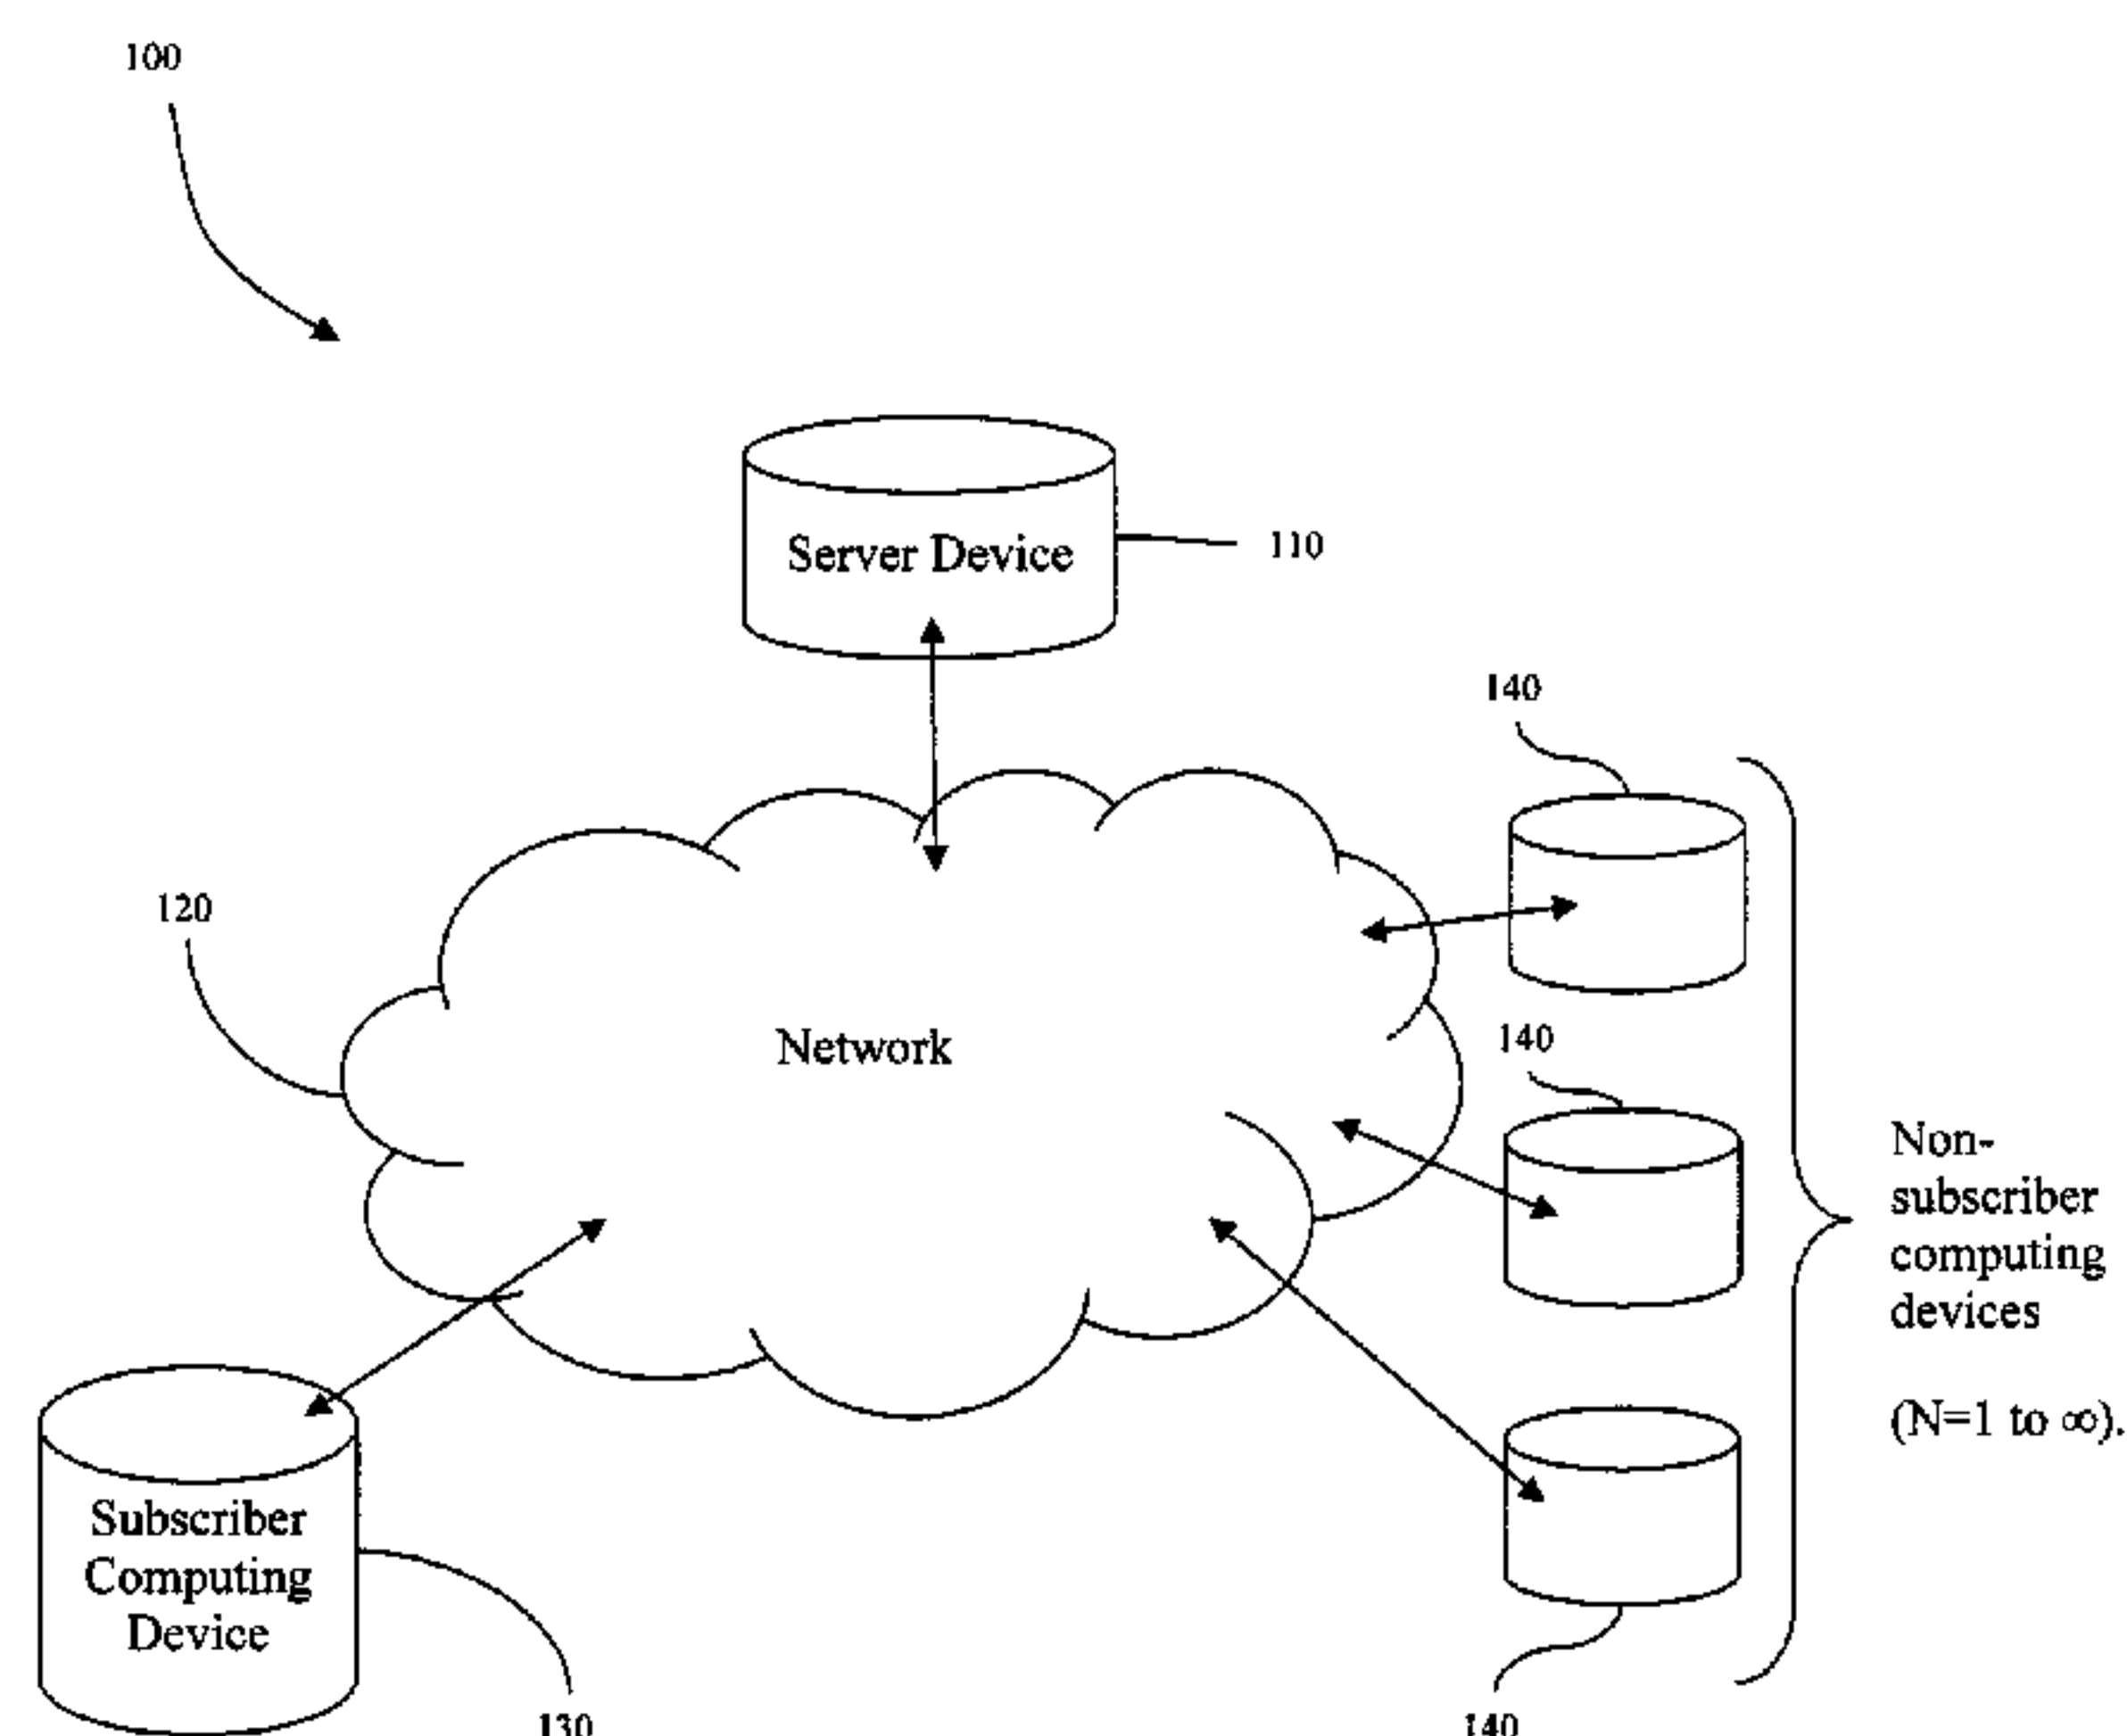 100
Server Device
110
140
120
Network
140
Non-
subscriber
computing
devices
(N=1 to ∞).
Subscriber
Computing
Device
130
140